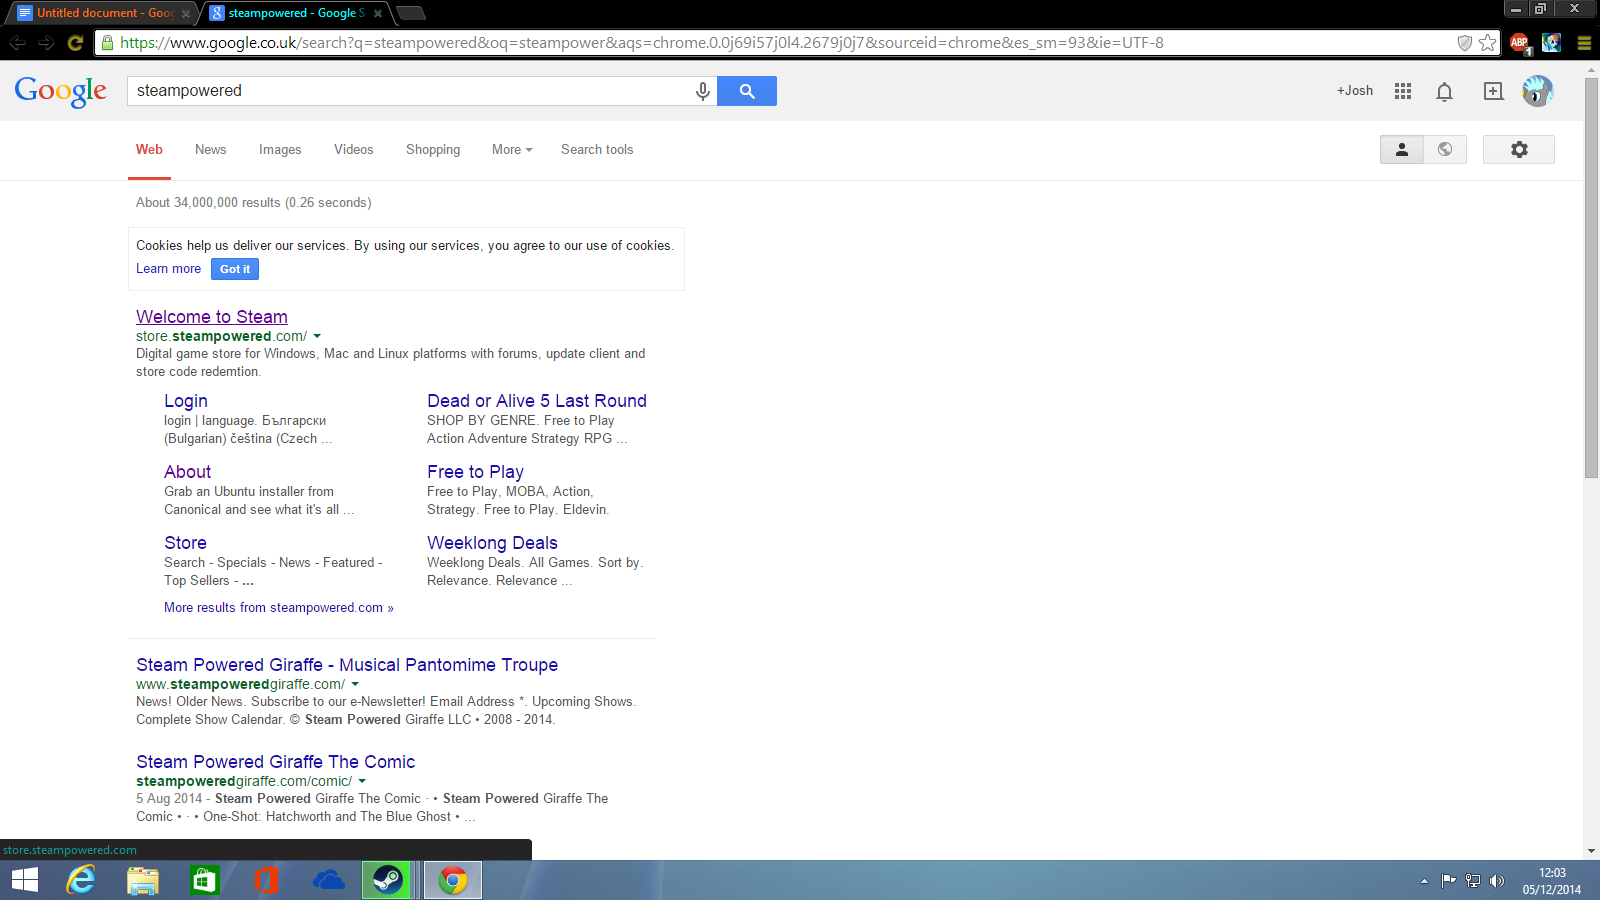 Untitled document - Goo
steampowered - Google S
https://www.google.co.uk/search?q=steampowered&oq=steampower&aqs=chrome.0.0j69i57j0l4.2679j0j7&sourceid=chrome&es_sm=93&ie=UTF-8
ABP
1
Google
steampowered
+Josh
Web
News
Images
Videos
Shopping
More
Search tools
About 34,000,000 results (0.26 seconds)
Cookies help us deliver our services. By using our services, you agree to our use of cookies.
Learn more
Got it
Welcome to Steam
store.steampowered.com/
Digital game store for Windows, Mac and Linux platforms with forums, update client and
store code redemtion.
Login
login | language. Български
(Bulgarian) čeština (Czech ...
Dead or Alive 5 Last Round
SHOP BY GENRE. Free to Play
Action Adventure Strategy RPG ...
About
Grab an Ubuntu installer from
Canonical and see what it's all ...
Free to Play
Free to Play, MOBA, Action,
Strategy. Free to Play. Eldevin.
Store
Search - Specials - News - Featured -
Top Sellers - ...
Weeklong Deals
Weeklong Deals. All Games. Sort by.
Relevance. Relevance ...
More results from steampowered.com »
Steam Powered Giraffe - Musical Pantomime Troupe
www.steampoweredgiraffe.com/
News! Older News. Subscribe to our e-Newsletter! Email Address *. Upcoming Shows.
Complete Show Calendar. © Steam Powered Giraffe LLC • 2008 - 2014.
Steam Powered Giraffe The Comic
steampoweredgiraffe.com/comic/
5 Aug 2014 - Steam Powered Giraffe The Comic · • Steam Powered Giraffe The
Comic • · • One-Shot: Hatchworth and The Blue Ghost • ...
store.steampowered.com
12:03
05/12/2014